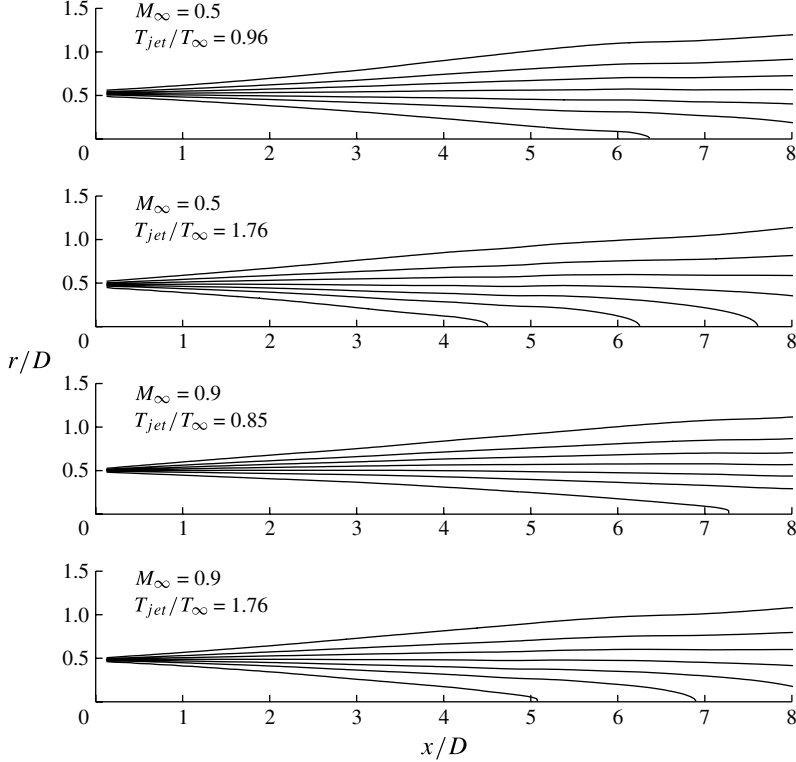 1.5
M∞ = 0.5
Tjet/T∞ = 0.96
1.0
0.5
0 1 2 3 4 5 6 7 8
1.5
M∞ = 0.5
Tjet/T∞ = 1.76
1.0
0.5
0 1 2 3 4 5 6 7 8
r/D
1.5
M∞ = 0.9
Tjet/T∞ = 0.85
1.0
0.5
0 1 2 3 4 5 6 7 8
1.5
M∞ = 0.9
Tjet/T∞ = 1.76
1.0
0.5
0 1 2 3 4 5 6 7 8
x/D